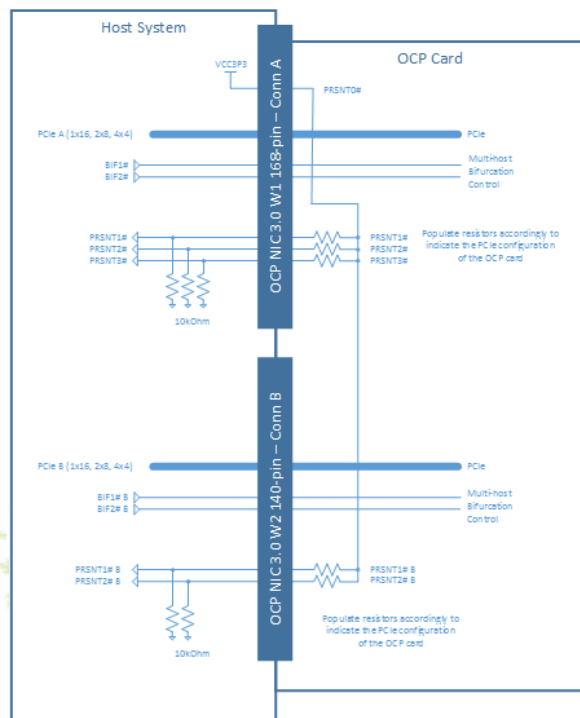 Host System
OCP Card
VCC3P3
PRSNT0#
OCP NIC 3.0 W1 168-pin – Conn A
PCIe A (1x16, 2x8, 4x4)
PCIe
BIF1#
BIF2#
Multi-host
Bifurcation
Control
PRSNT1#
PRSNT2#
PRSNT3#
PRSNT1#
PRSNT2#
PRSNT3#
Populate resistors accordingly to
indicate the PCIe configuration
of the OCP card
10kOhm
OCP NIC 3.0 W2 140-pin – Conn B
PCIe B (1x16, 2x8, 4x4)
PCIe
BIF1# B
BIF2# B
Multi-host
Bifurcation
Control
PRSNT1# B
PRSNT2# B
PRSNT1# B
PRSNT2# B
10kOhm
Populate resistors accordingly to
indicate the PCIe configuration
of the OCP card